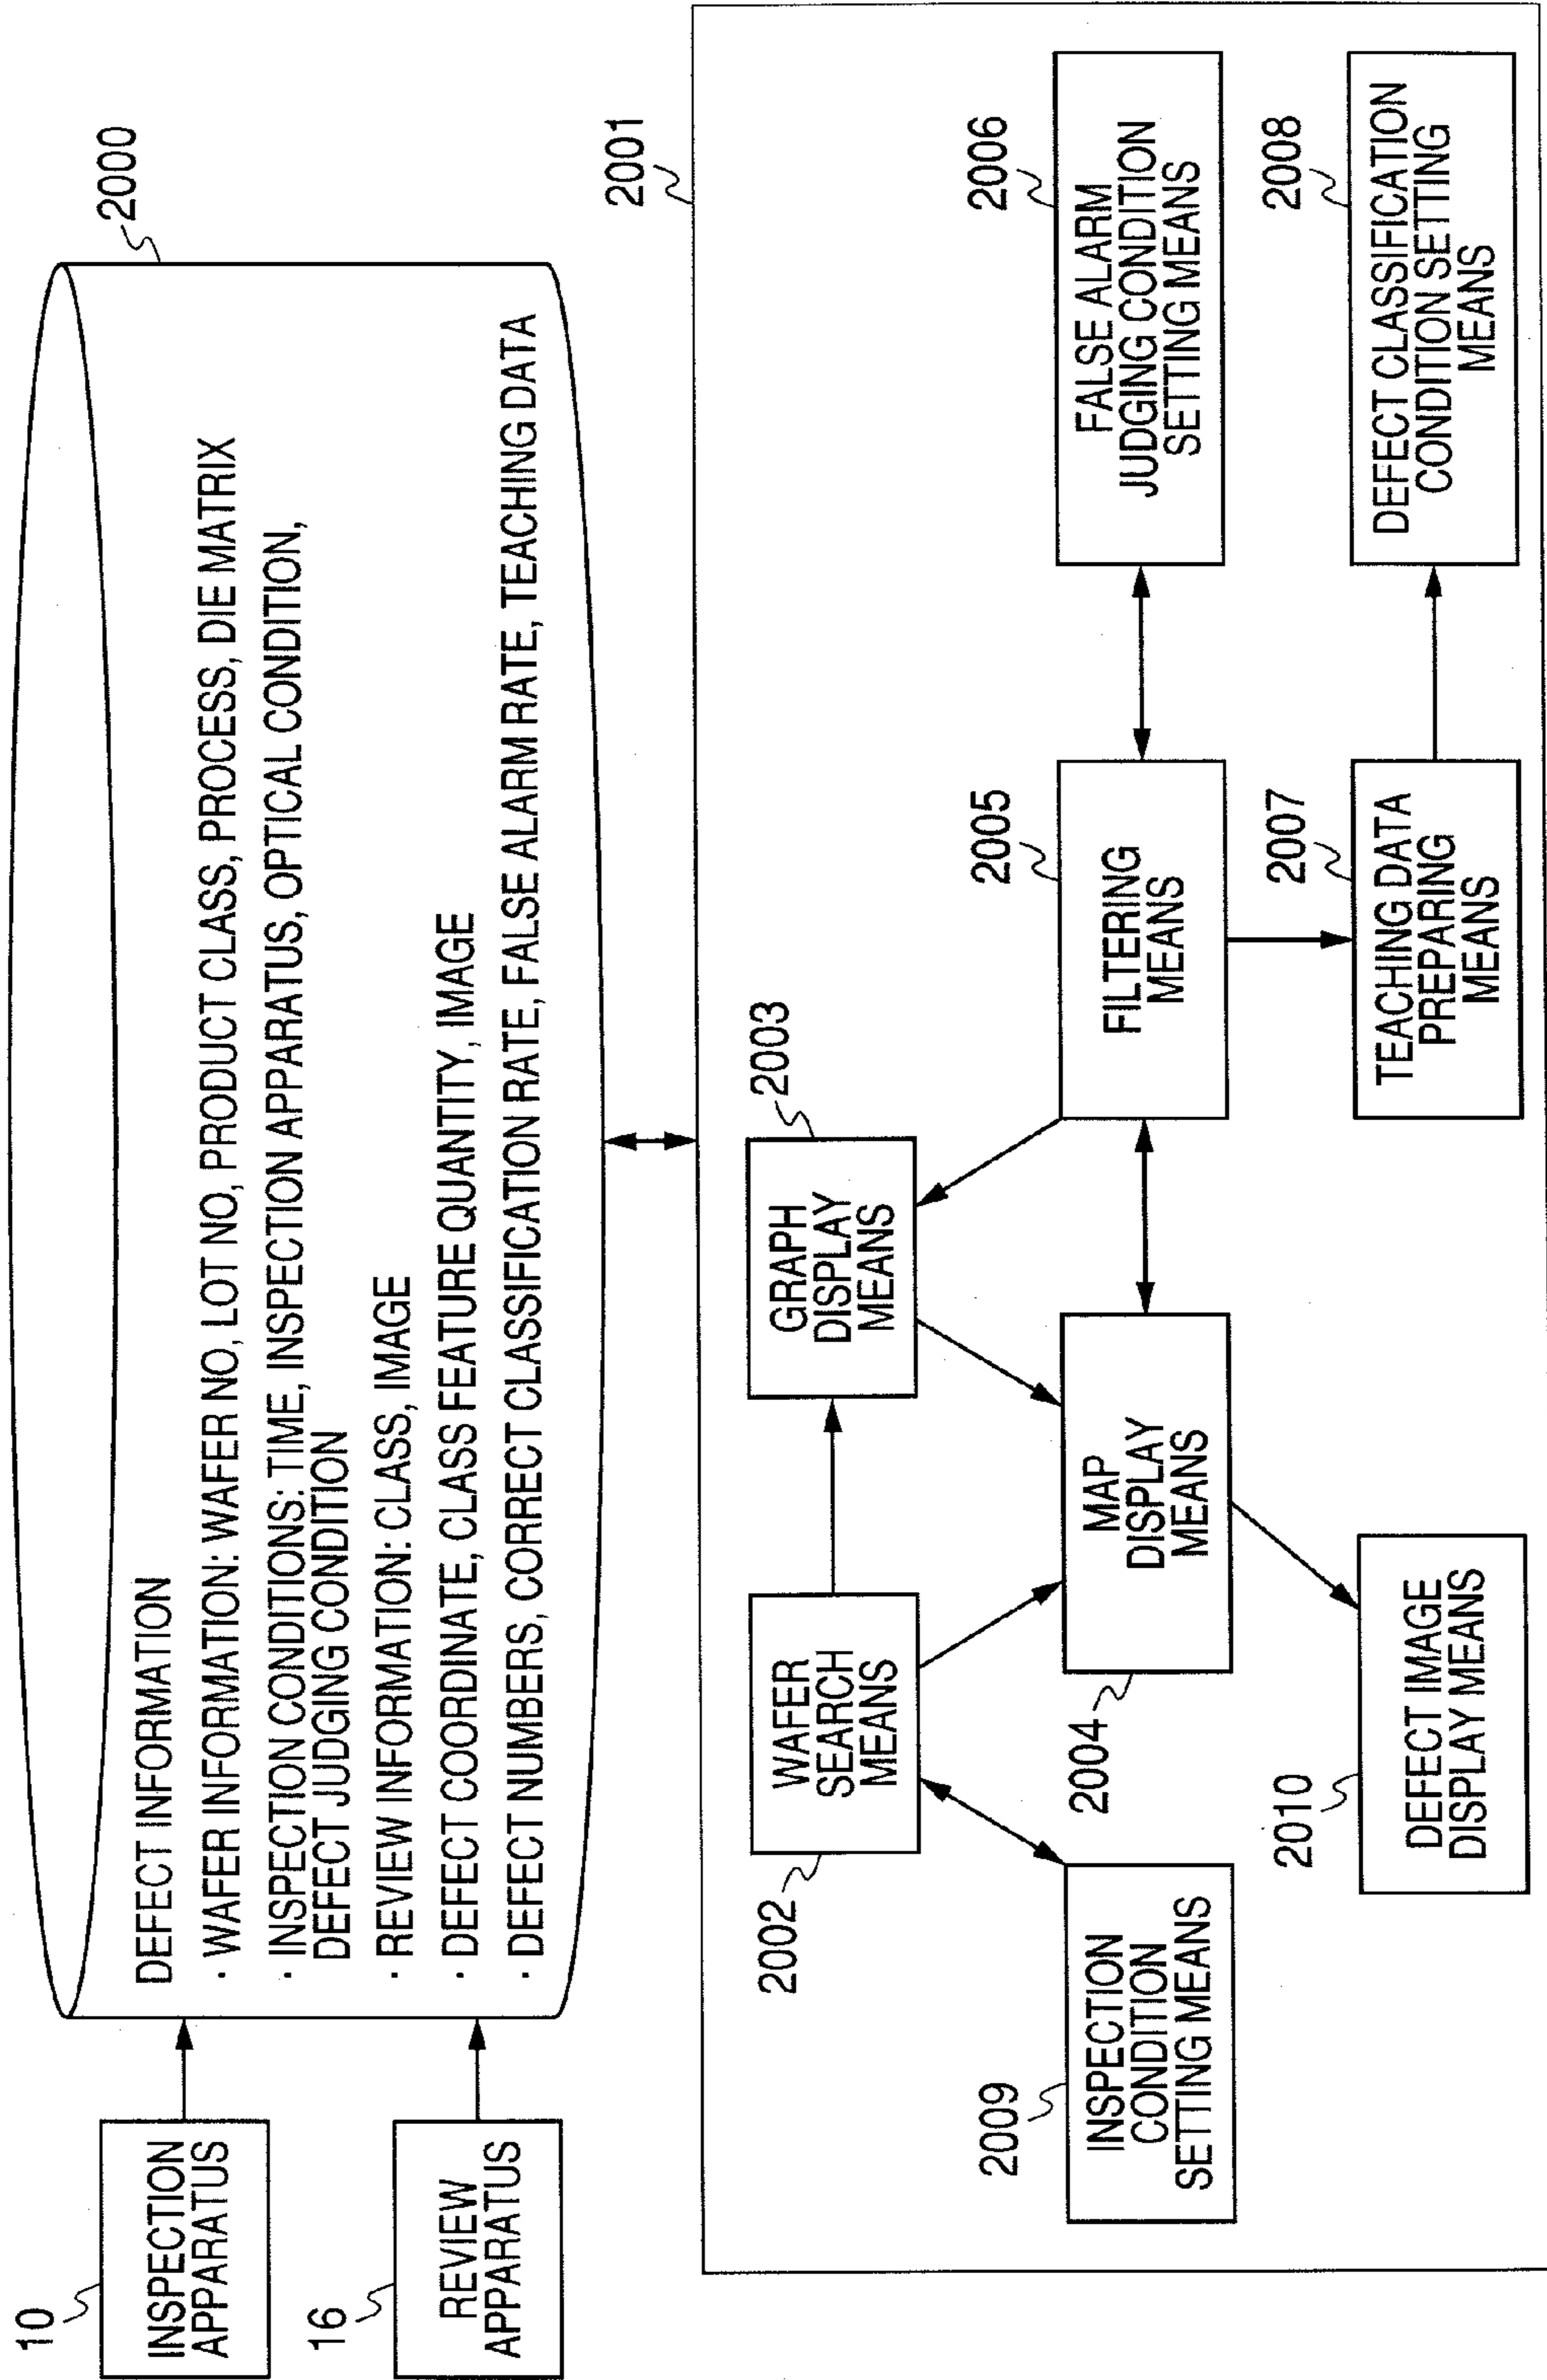 10
INSPECTION
APPARATUS
16
REVIEW
APPARATUS
2000
DEFECT INFORMATION
· WAFER INFORMATION: WAFER NO, LOT NO, PRODUCT CLASS, PROCESS, DIE MATRIX
· INSPECTION CONDITIONS: TIME, INSPECTION APPARATUS, OPTICAL CONDITION,
DEFECT JUDGING CONDITION
· REVIEW INFORMATION: CLASS, IMAGE
· DEFECT COORDINATE, CLASS FEATURE QUANTITY, IMAGE
· DEFECT NUMBERS, CORRECT CLASSIFICATION RATE, FALSE ALARM RATE, TEACHING DATA
2001
2002
WAFER
SEARCH
MEANS
2003
GRAPH
DISPLAY
MEANS
2009
INSPECTION
CONDITION
SETTING MEANS
2004
MAP
DISPLAY
MEANS
2005
FILTERING
MEANS
2006
FALSE ALARM
JUDGING CONDITION
SETTING MEANS
2010
DEFECT IMAGE
DISPLAY MEANS
2007
TEACHING DATA
PREPARING
MEANS
2008
DEFECT CLASSIFICATION
CONDITION SETTING
MEANS